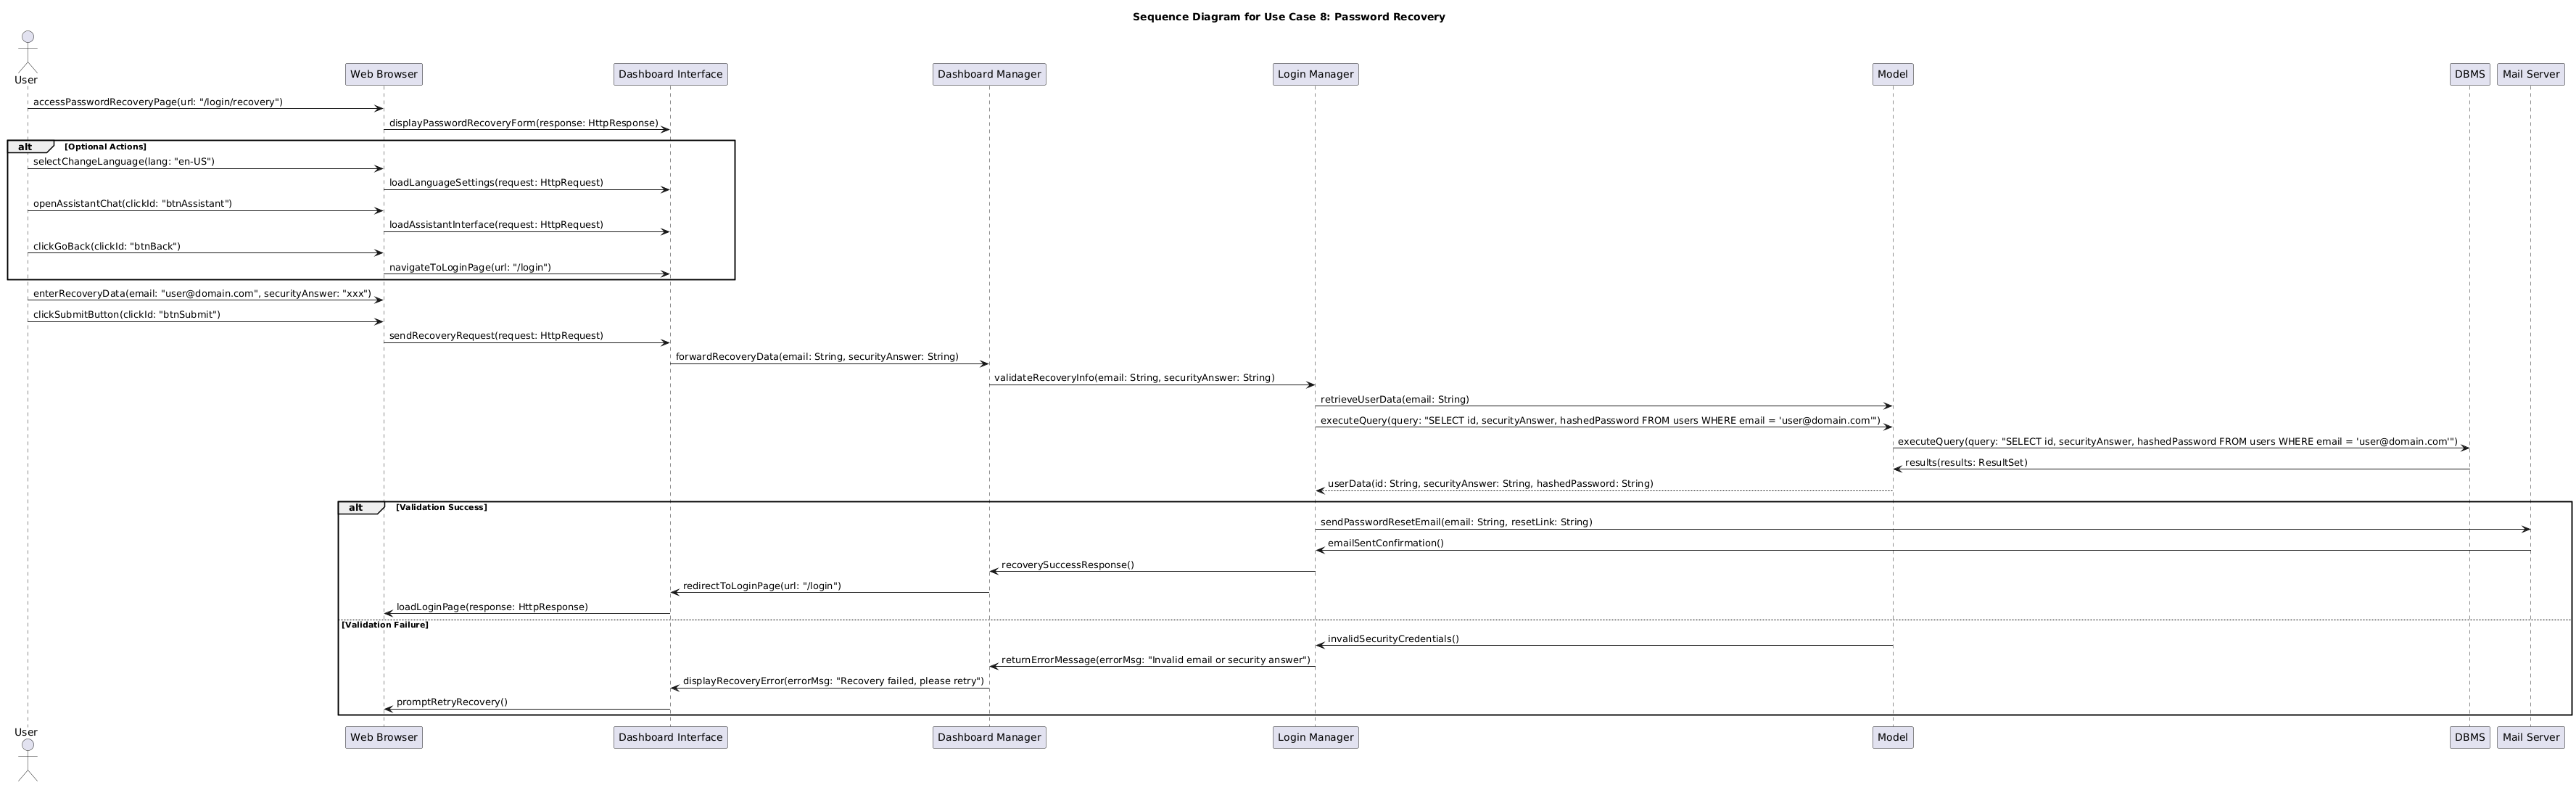 Sequence Diagram for Use Case 8: Password Recovery
User
Web Browser
Dashboard Interface
Dashboard Manager
Login Manager
Model
DBMS
Mail Server
accessPasswordRecoveryPage(url: "/login/recovery")
displayPasswordRecoveryForm(response: HttpResponse)
alt
[Optional Actions]
selectChangeLanguage(lang: "en-US")
loadLanguageSettings(request: HttpRequest)
openAssistantChat(clickId: "btnAssistant")
loadAssistantInterface(request: HttpRequest)
clickGoBack(clickId: "btnBack")
navigateToLoginPage(url: "/login")
enterRecoveryData(email: "user@domain.com", securityAnswer: "xxx")
clickSubmitButton(clickId: "btnSubmit")
sendRecoveryRequest(request: HttpRequest)
forwardRecoveryData(email: String, securityAnswer: String)
validateRecoveryInfo(email: String, securityAnswer: String)
retrieveUserData(email: String)
executeQuery(query: "SELECT id, securityAnswer, hashedPassword FROM users WHERE email = 'user@domain.com'")
executeQuery(query: "SELECT id, securityAnswer, hashedPassword FROM users WHERE email = 'user@domain.com'")
results(results: ResultSet)
userData(id: String, securityAnswer: String, hashedPassword: String)
alt
[Validation Success]
sendPasswordResetEmail(email: String, resetLink: String)
emailSentConfirmation()
recoverySuccessResponse()
redirectToLoginPage(url: "/login")
loadLoginPage(response: HttpResponse)
[Validation Failure]
invalidSecurityCredentials()
returnErrorMessage(errorMsg: "Invalid email or security answer")
displayRecoveryError(errorMsg: "Recovery failed, please retry")
promptRetryRecovery()
User
Web Browser
Dashboard Interface
Dashboard Manager
Login Manager
Model
DBMS
Mail Server